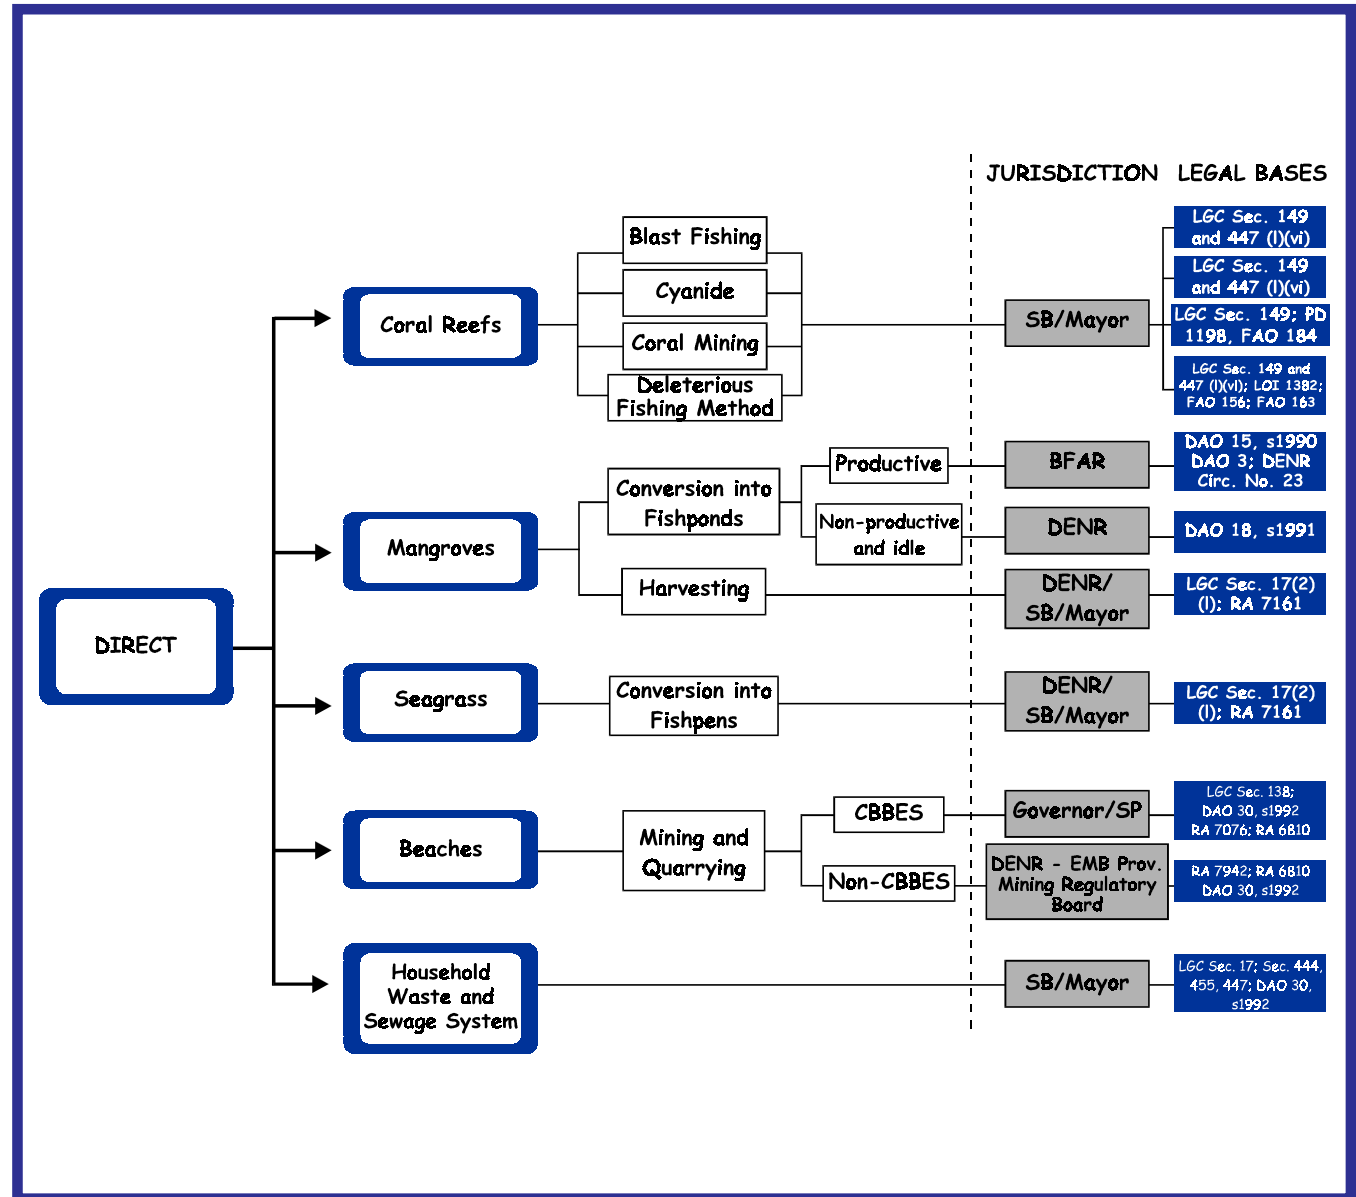 JURISDICTION LEGAL BASES
DIRECT
Coral Reefs
Blast Fishing
Cyanide
Coral Mining
Deleterious
Fishing Method
SB/Mayor
LGC Sec. 149
and 447 (l)(vi)
LGC Sec. 149
and 447 (l)(vi)
LGC Sec. 149; PD
1198, FAO 184
LGC Sec. 149 and
447 (l)(vl); LOI 1382;
FAO 156; FAO 163
Mangroves
Conversion into
Fishponds
Productive
BFAR
DAO 15, s1990
DAO 3; DENR
Circ. No. 23
Non-productive
and idle
DENR
DAO 18, s1991
Harvesting
DENR/
SB/Mayor
LGC Sec. 17(2)
(l); RA 7161
Seagrass
Conversion into
Fishpens
DENR/
SB/Mayor
LGC Sec. 17(2)
(l); RA 7161
Beaches
Mining and
Quarrying
CBBES
Governor/SP
LGC Sec. 138;
DAO 30, s1992
RA 7076; RA 6810
Non-CBBES
DENR - EMB Prov.
Mining Regulatory
Board
RA 7942; RA 6810
DAO 30, s1992
Household
Waste and
Sewage System
SB/Mayor
LGC Sec. 17; Sec. 444,
455, 447; DAO 30,
s1992